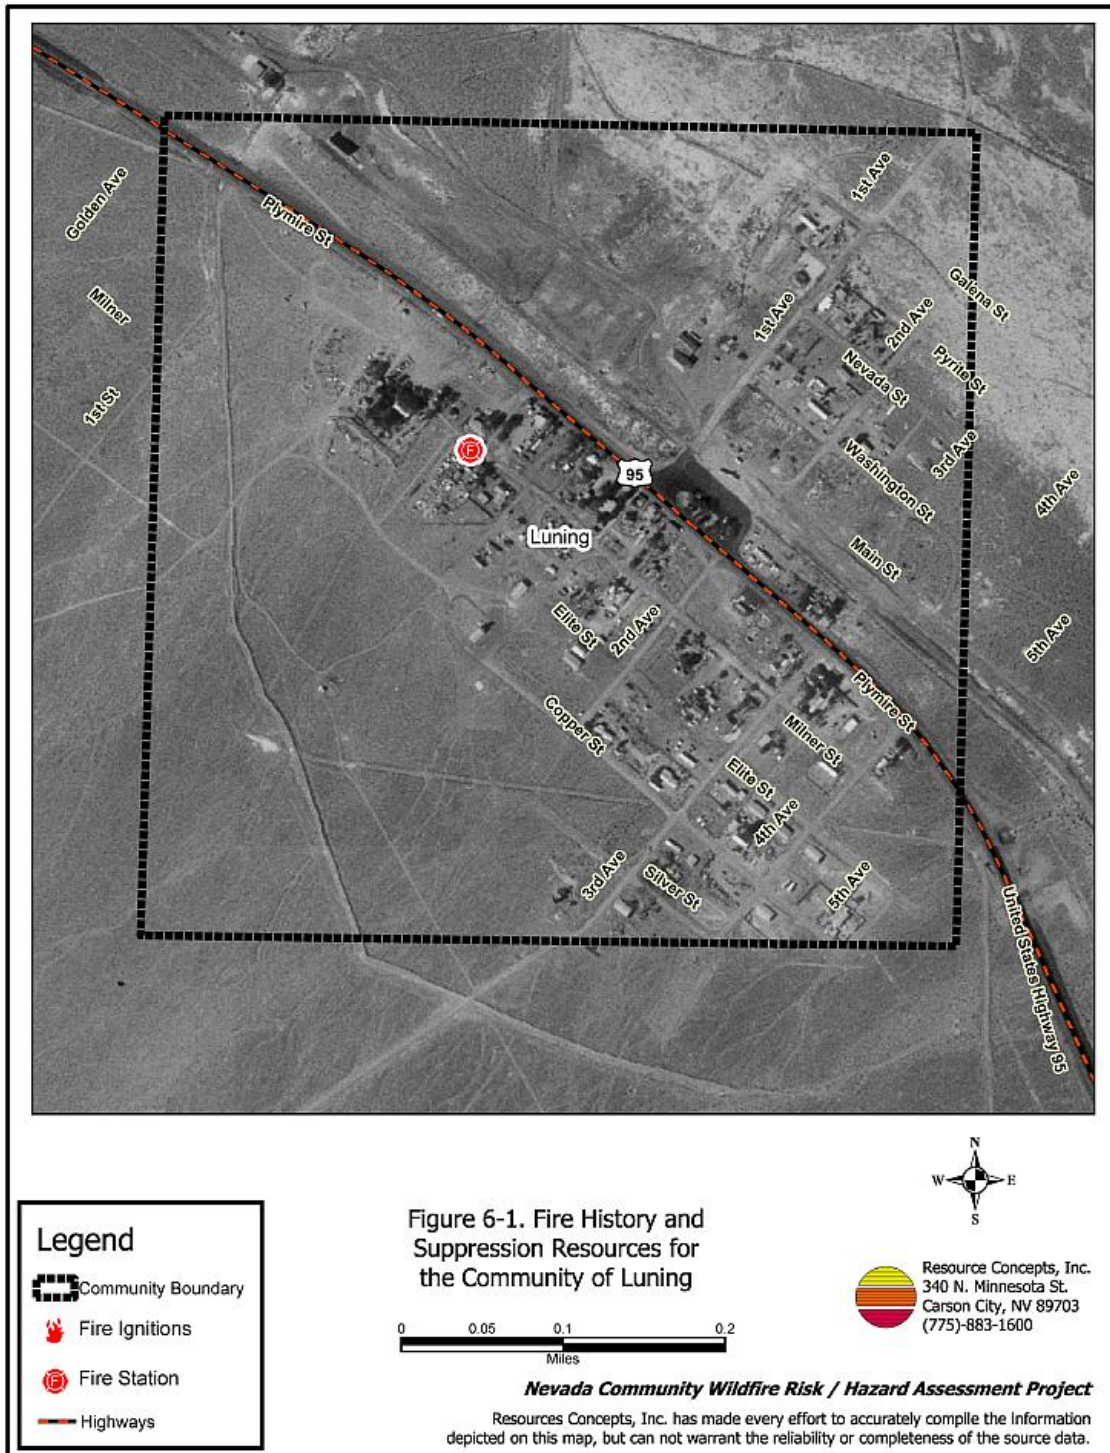 1st Ave
Golden Ave
Plymire St
Galena St
Milner
1st Ave
2nd Ave
Pyrite St
Nevada St
1st St
3rd Ave
F
95
Washington St
4th Ave
Luning
Main St
Elite St
2nd Ave
5th Ave
Plymire St
Copper St
Milner St
Elite St
4th Ave
3rd Ave
Silver St
5th Ave
United States Highway 95
N
W E
S
Legend
Community Boundary
Fire Ignitions
F Fire Station
Highways
Figure 6-1. Fire History and
Suppression Resources for
the Community of Luning
0 0.05 0.1 0.2
Miles
Resource Concepts, Inc.
340 N. Minnesota St.
Carson City, NV 89703
(775)-883-1600
Nevada Community Wildfire Risk / Hazard Assessment Project
Resources Concepts, Inc. has made every effort to accurately compile the information
depicted on this map, but can not warrant the reliability or completeness of the source data.